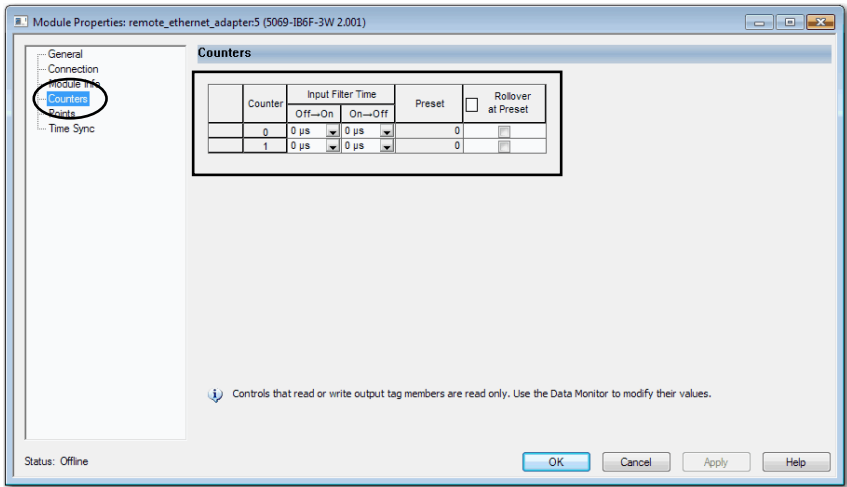 Module Properties: remote_ethernet_adapter:5 (5069-IB6F-3W 2.001)
General
Connection
Module Info
Counters
Points
Time Sync
Counters
Counter
Input Filter Time
Off→On
On→Off
Preset
Rollover
at Preset
0 0 µs 0 µs 0
1 0 µs 0 µs 0
Controls that read or write output tag members are read only. Use the Data Monitor to modify their values.
Status: Offline
OK Cancel Apply Help